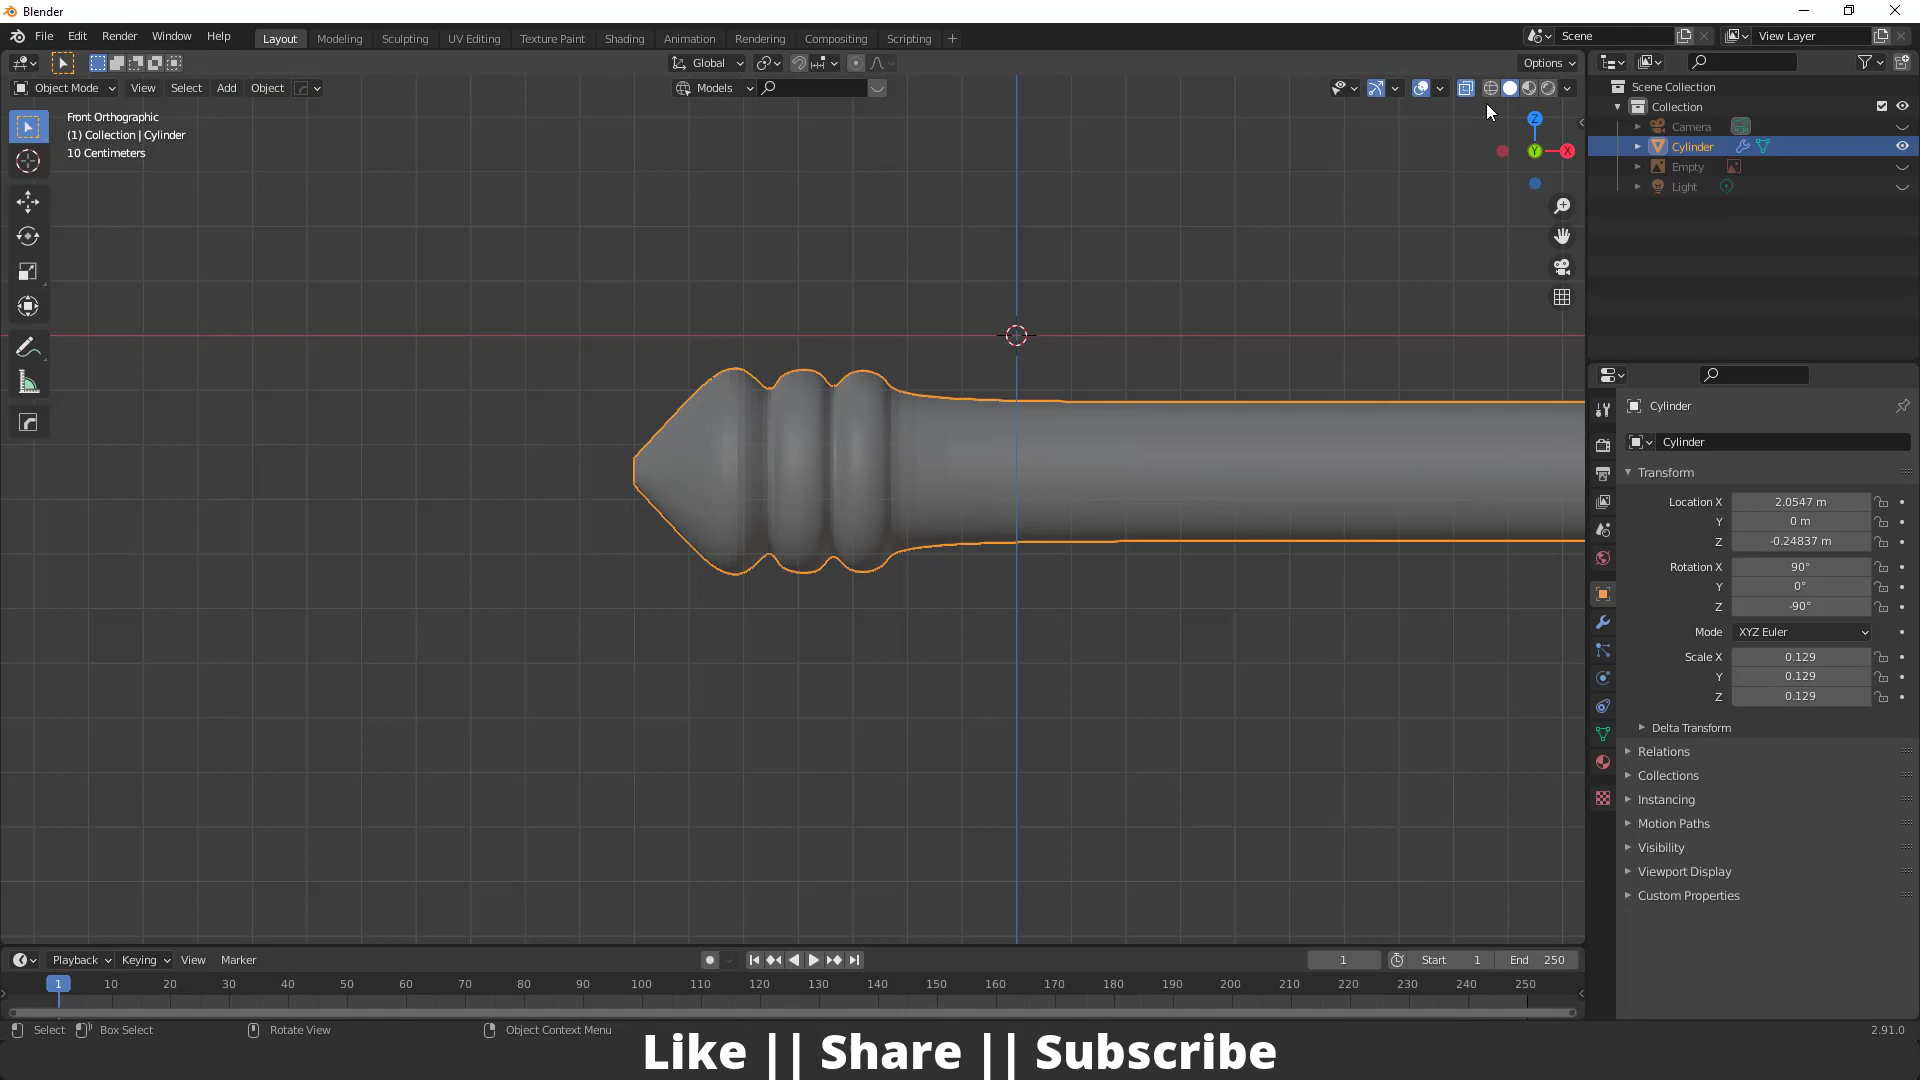 Blender
File Edit Render Window Help
Layout Modeling Sculpting UV Editing Texture Paint Shading Animation Rendering Compositing Scripting +
Scene
View Layer
Global
Options
Object Mode View Select Add Object
Models
Front Orthographic
(1) Collection | Cylinder
10 Centimeters
Z
Y
X
Scene Collection
Collection
Camera
Cylinder
Empty
Light
Cylinder
Cylinder
Transform
Location X 2.0547 m
Y 0 m
Z -0.24837 m
Rotation X 90°
Y 0°
Z -90°
Mode XYZ Euler
Scale X 0.129
Y 0.129
Z 0.129
Delta Transform
Relations
Collections
Instancing
Motion Paths
Visibility
Viewport Display
Custom Properties
Playback Keying View Marker
1 Start 1 End 250
1 10 20 30 40 50 60 70 80 90 100 110 120 130 140 150 160 170 180 190 200 210 220 230 240 250
Select Box Select Rotate View Object Context Menu
2.91.0
Like || Share || Subscribe